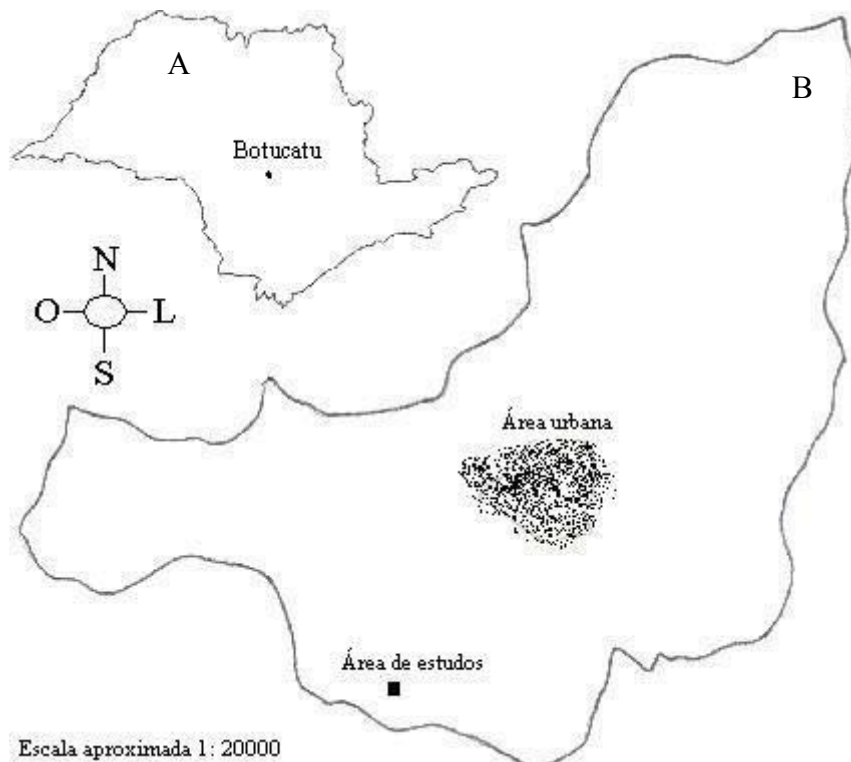 A
B
Botucatu
N
O L
S
Área urbana
Área de estudos
Escala aproximada 1: 20000